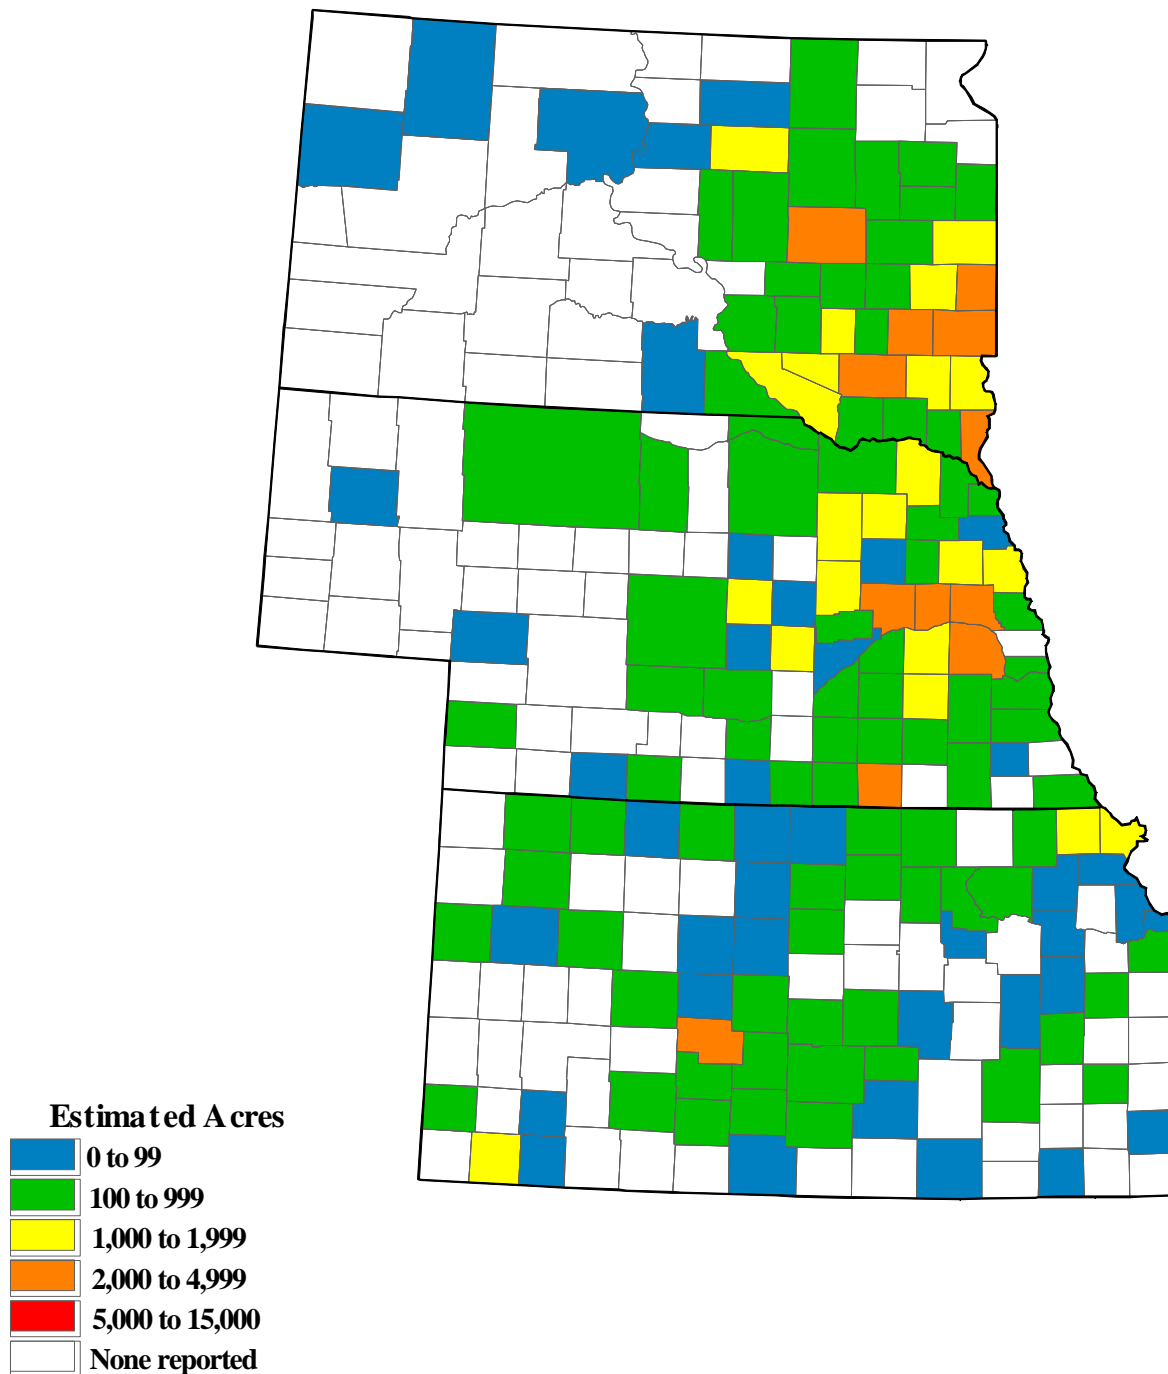 Estimated Acres
0 to 99
100 to 999
1,000 to 1,999
2,000 to 4,999
5,000 to 15,000
None reported